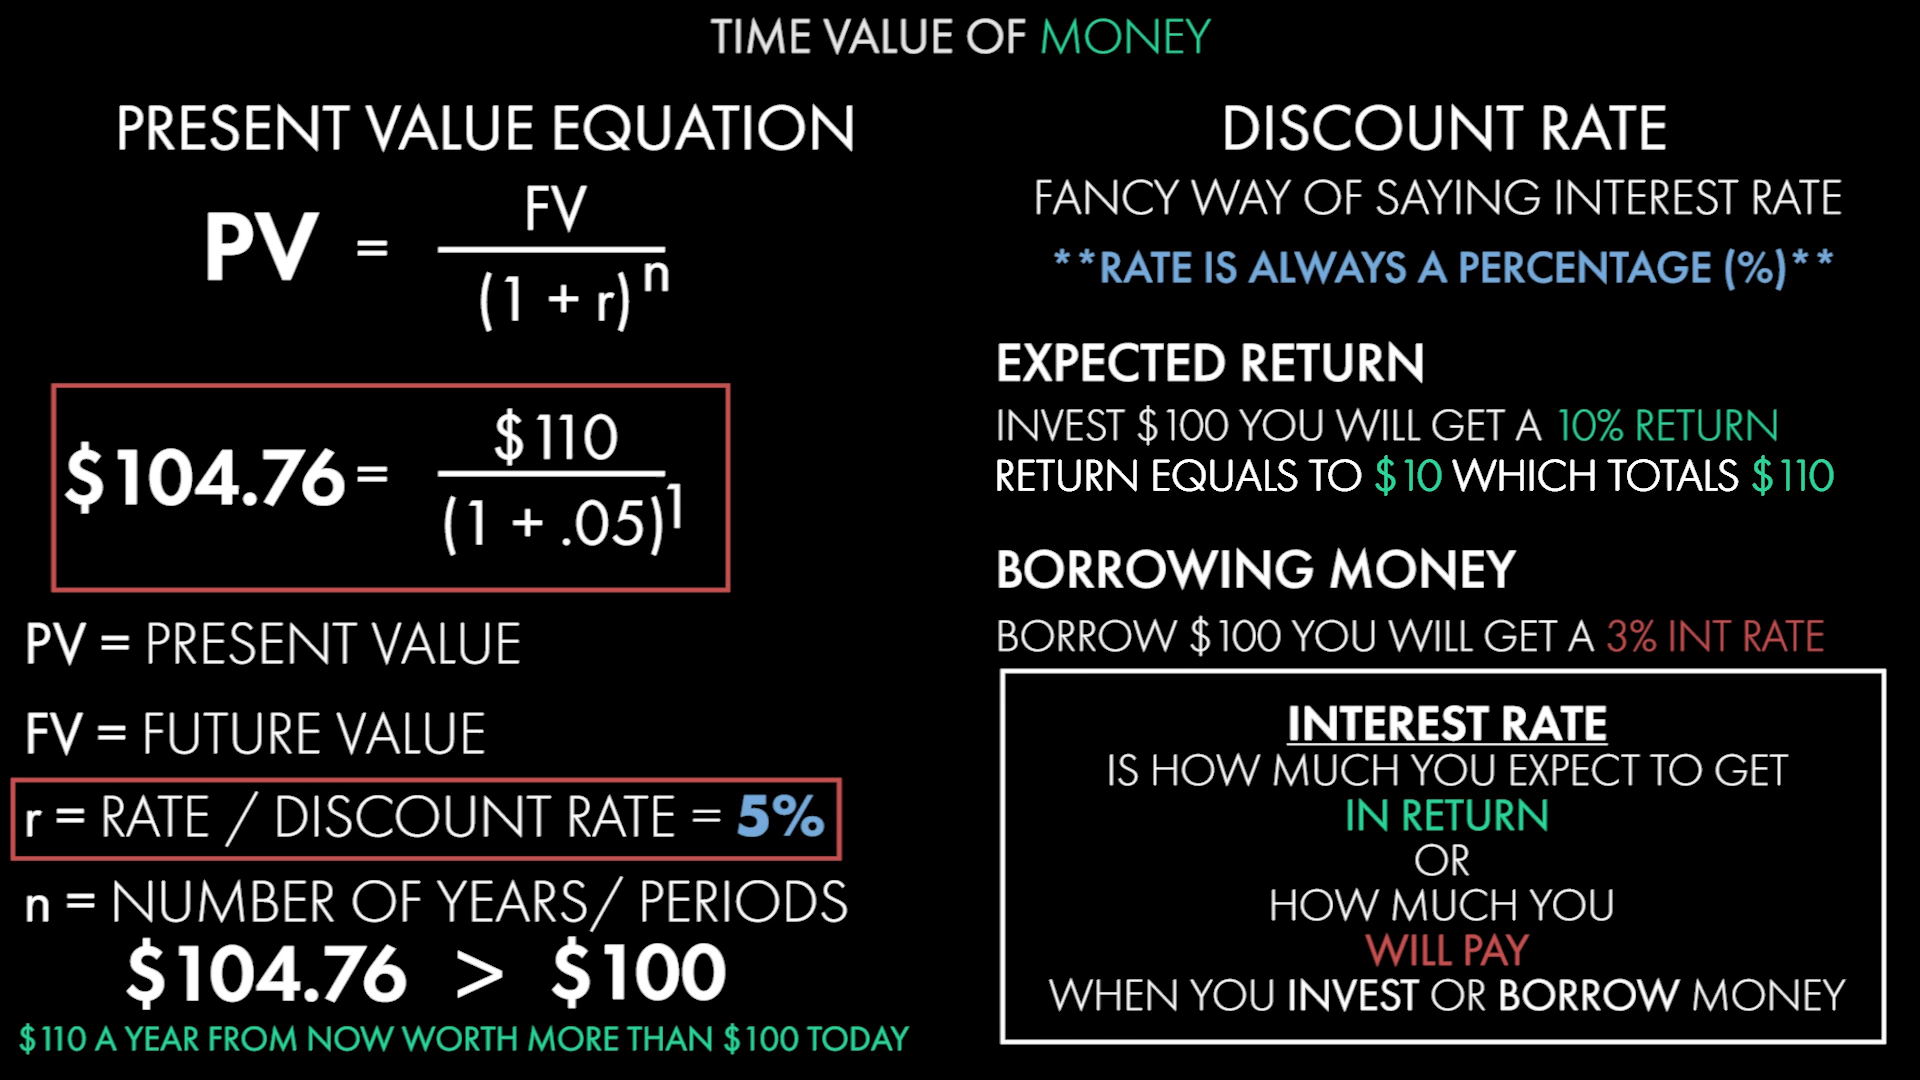 TIME VALUE OF MONEY
PRESENT VALUE EQUATION
PV = FV
(1 + r)n
$104.76 = $110
(1 + .05)1
PV = PRESENT VALUE
FV = FUTURE VALUE
r = RATE / DISCOUNT RATE = 5%
n = NUMBER OF YEARS/ PERIODS
$104.76 > $100
$110 A YEAR FROM NOW WORTH MORE THAN $100 TODAY
DISCOUNT RATE
FANCY WAY OF SAYING INTEREST RATE
**RATE IS ALWAYS A PERCENTAGE (%)**
EXPECTED RETURN
INVEST $100 YOU WILL GET A 10% RETURN
RETURN EQUALS TO $10 WHICH TOTALS $110
BORROWING MONEY
BORROW $100 YOU WILL GET A 3% INT RATE
INTEREST RATE
IS HOW MUCH YOU EXPECT TO GET
IN RETURN
OR
HOW MUCH YOU
WILL PAY
WHEN YOU INVEST OR BORROW MONEY